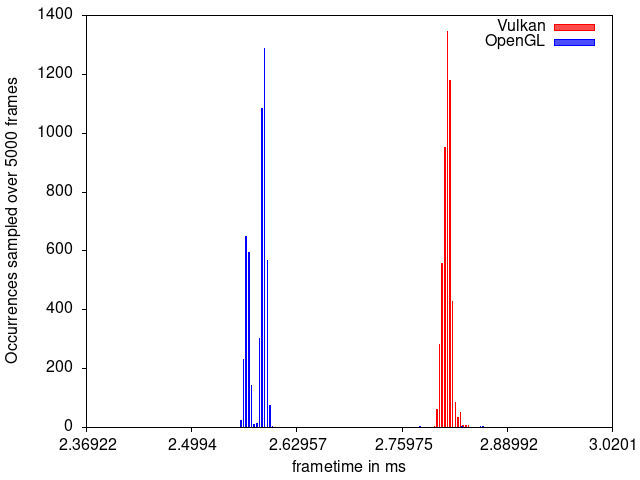 1400
1200
1000
800
600
400
200
0
Occurrences sampled over 5000 frames
Vulkan
OpenGL
2.36922 2.4994 2.62957 2.75975 2.88992 3.0201
frametime in ms